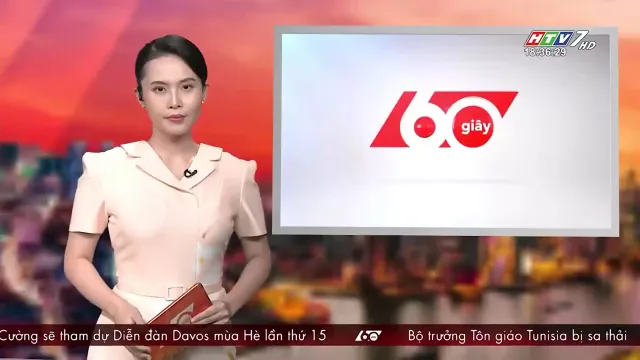 HTV7 HD
18:36:29
60 giây
Cường sẽ tham dự Diễn đàn Davos mùa Hè lần thứ 15 60 Bộ trưởng Tôn giáo Tunisia bị sa thải